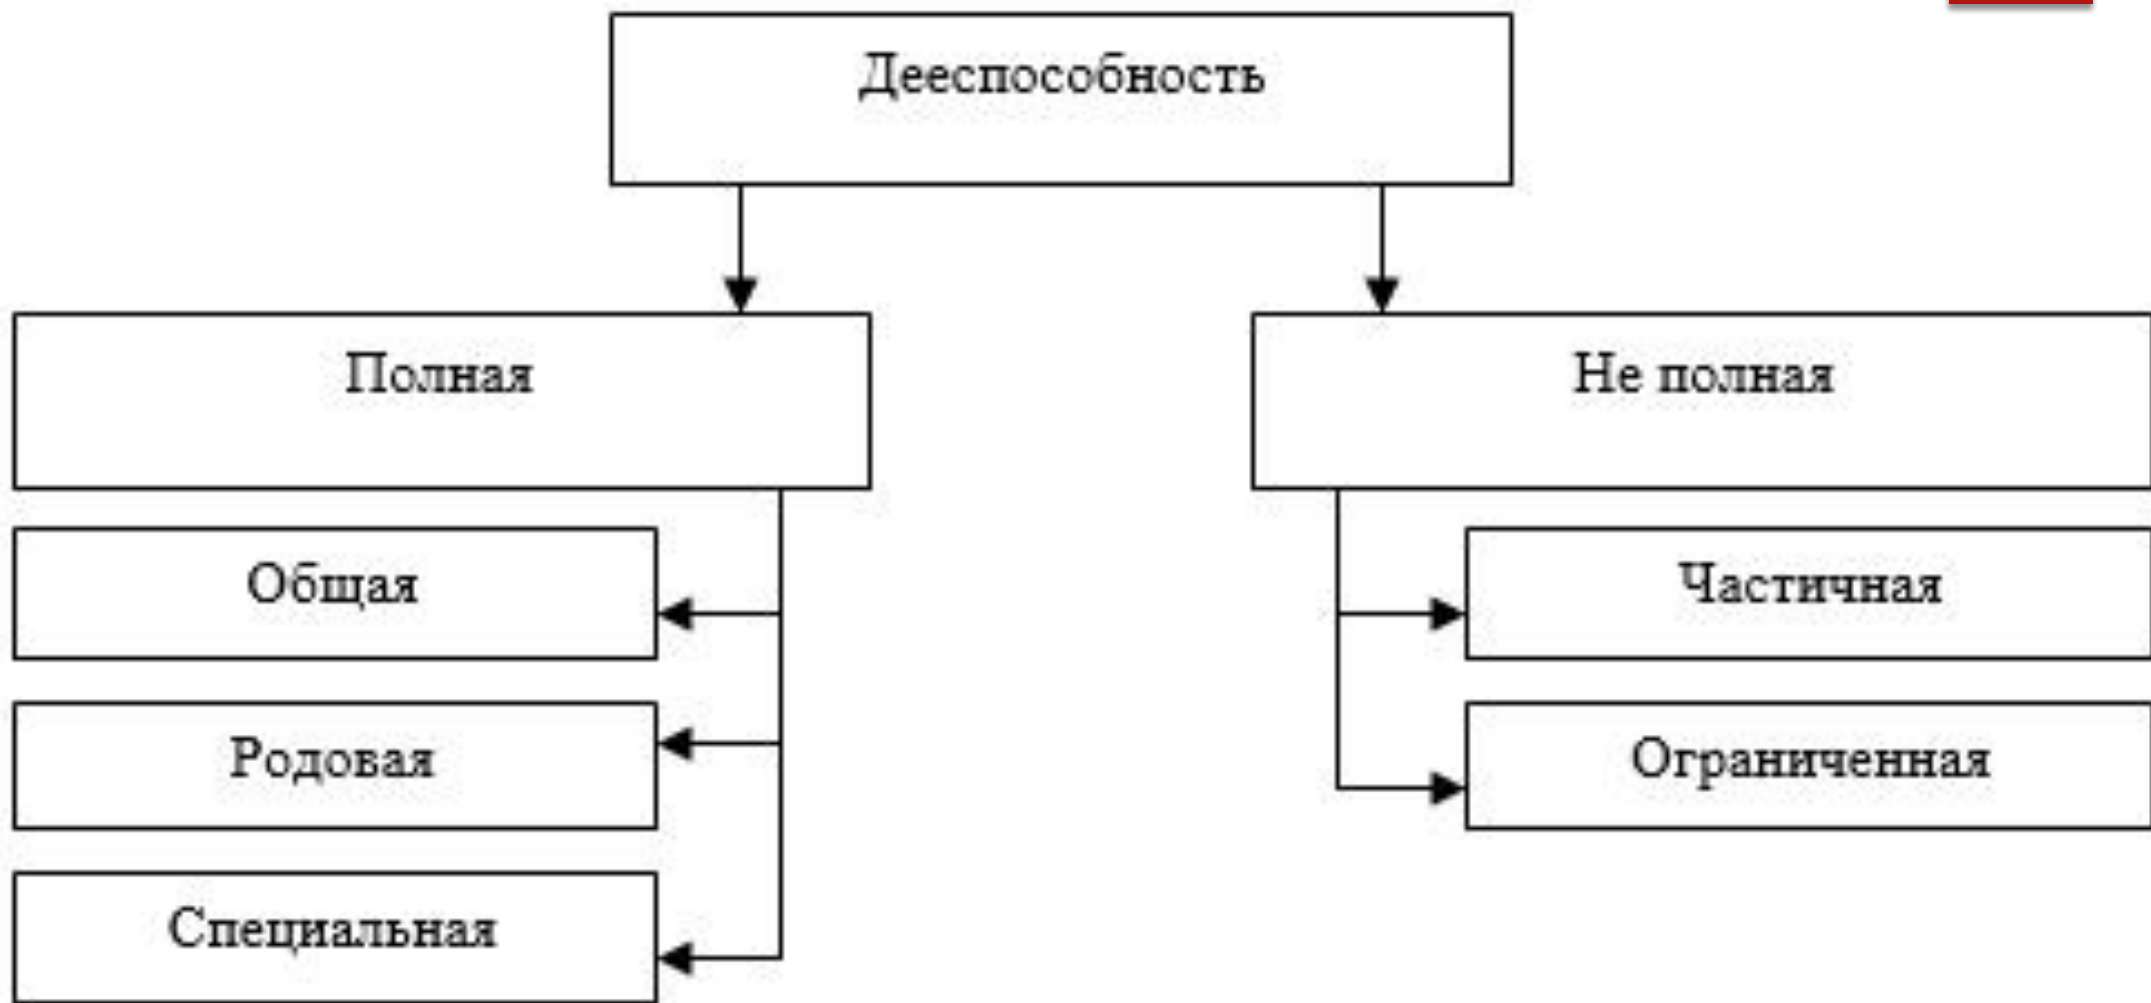 Дееспособность
Полная
Не полная
Общая
Частичная
Родовая
Ограниченная
Специальная